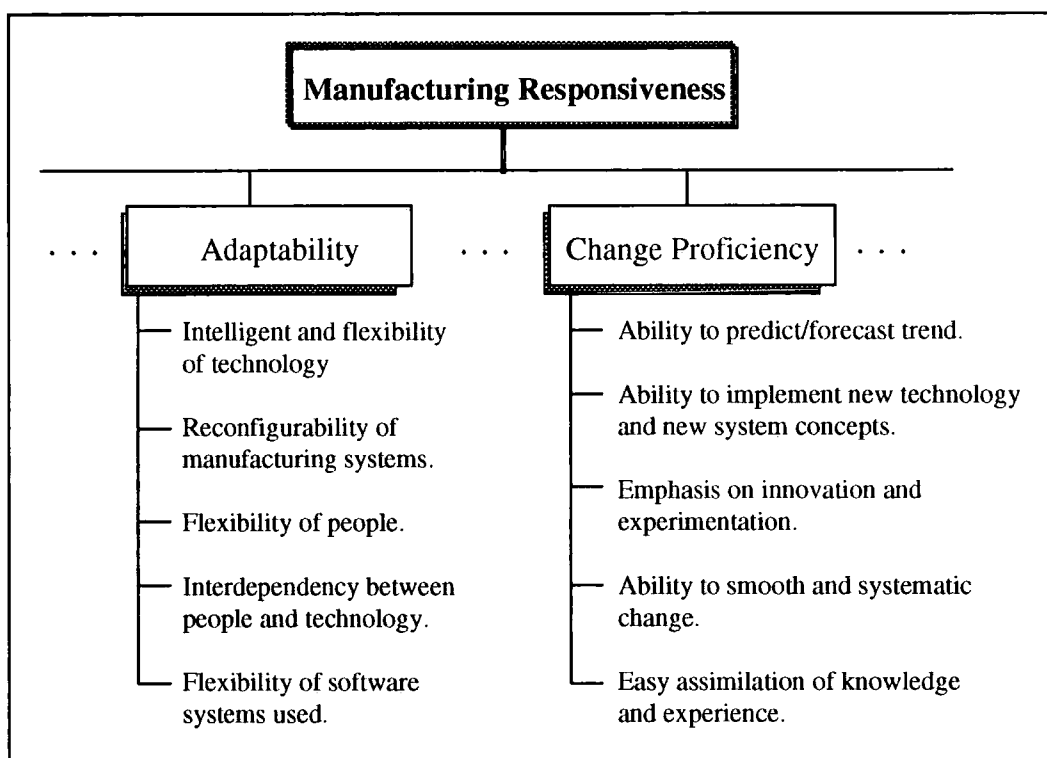 Manufacturing Responsiveness
. . .
Adaptability
. . .
Change Proficiency
. . .
Intelligent and flexibility
of technology
Reconfigurability of
manufacturing systems.
Flexibility of people.
Interdependency between
people and technology.
Flexibility of software
systems used.
Ability to predict/forecast trend.
Ability to implement new technology
and new system concepts.
Emphasis on innovation and
experimentation.
Ability to smooth and systematic
change.
Easy assimilation of knowledge
and experience.